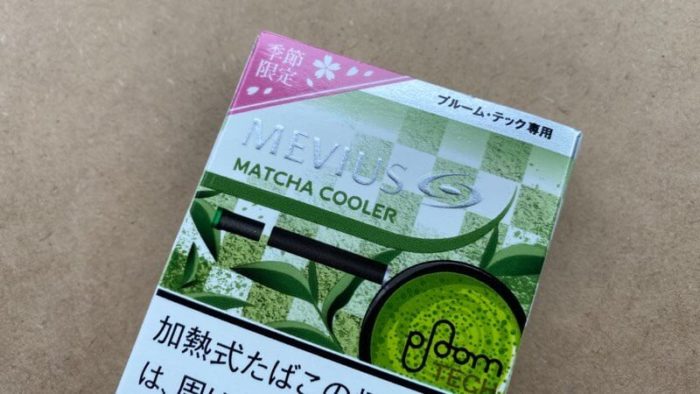 季節
限定
プルーム・テック専用
MEVIUS
MATCHA COOLER
ploom
TECH
加熱式たばこの
は、周